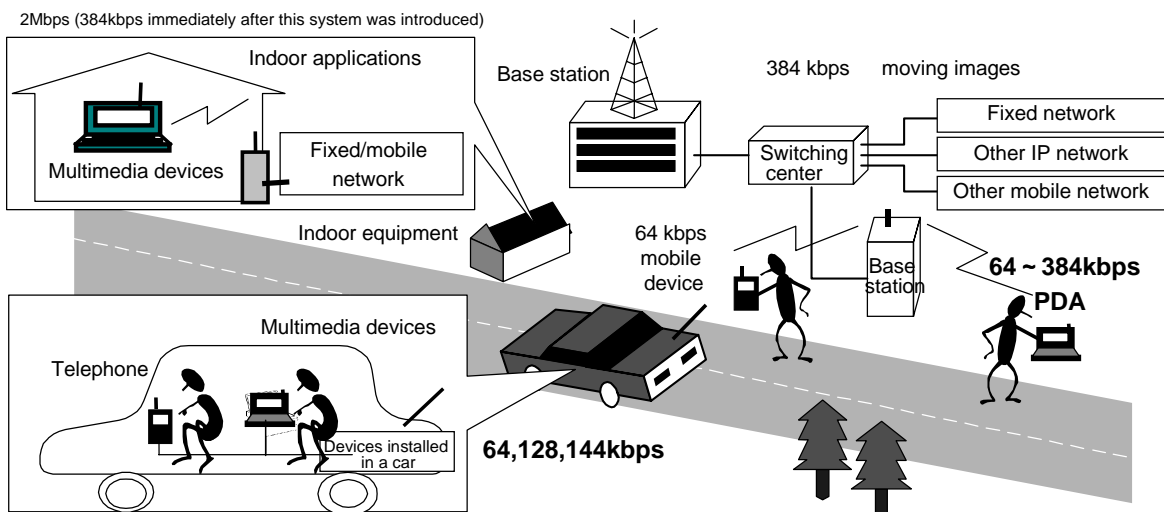 2Mbps (384kbps immediately after this system was introduced)
Indoor applications
Multimedia devices
Fixed/mobile
network
Base station
384 kbps moving images
Switching
center
Fixed network
Other IP network
Other mobile network
Indoor equipment
64 kbps
mobile
device
Base
station
64 ~ 384kbps
PDA
Multimedia devices
Telephone
Devices installed
in a car
64,128,144kbps